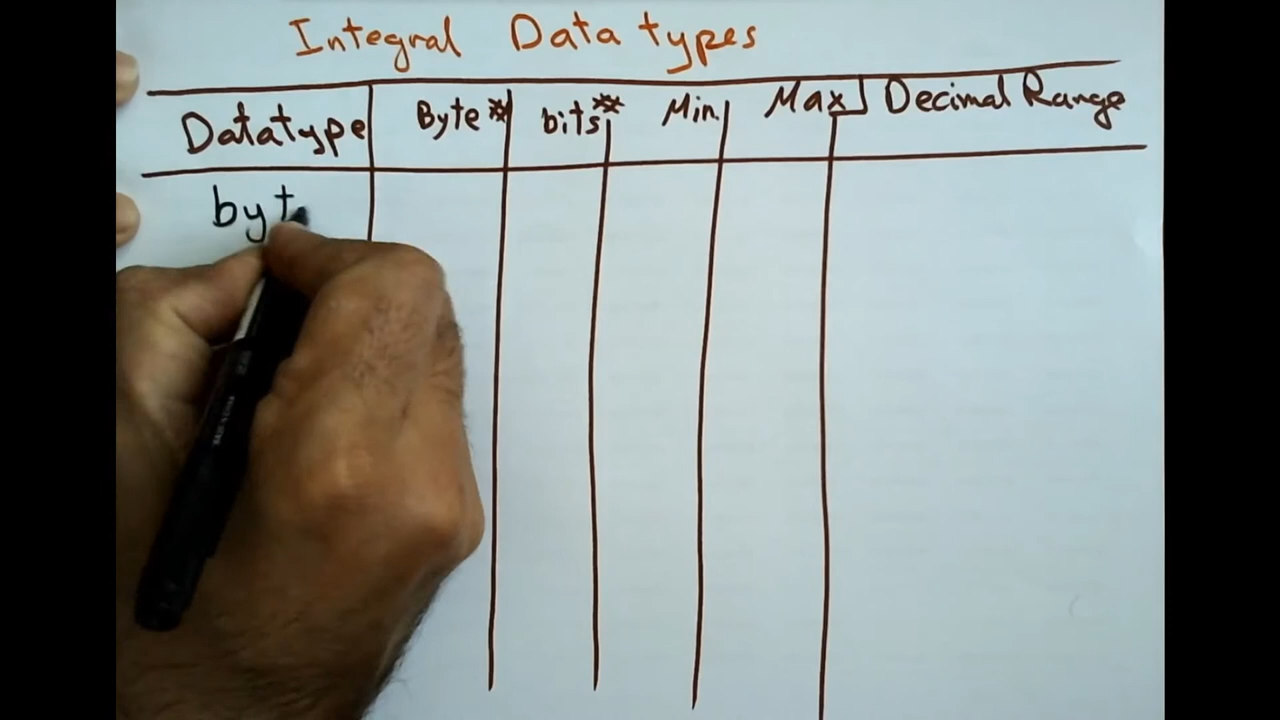 Integral Data types
Datatype Byte* bits** Min Max Decimal Range
byt